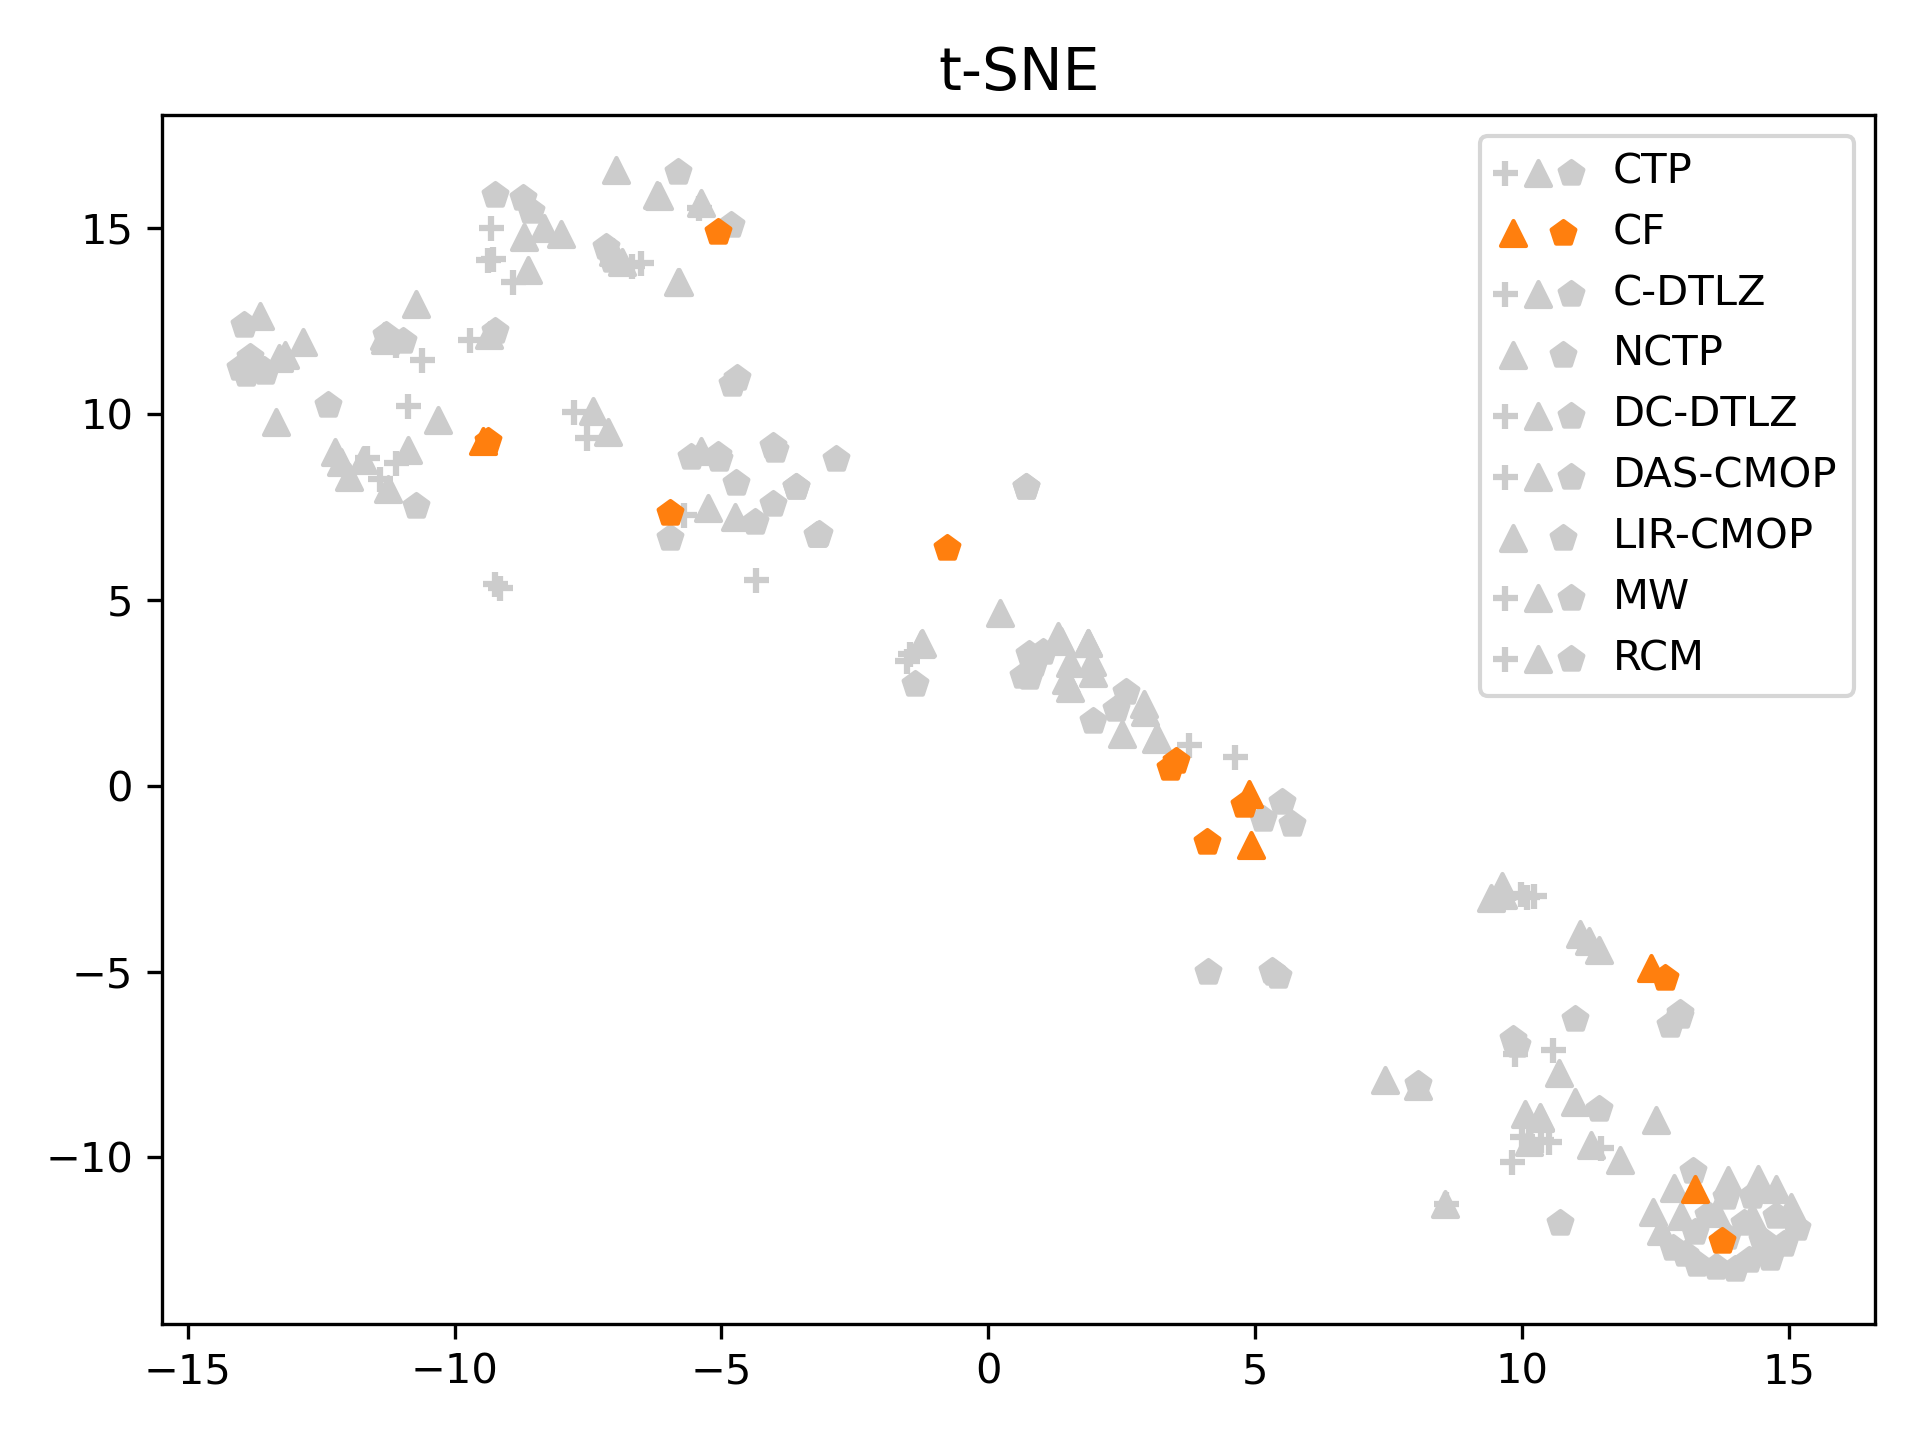 t-SNE
CTP
CF
C-DTLZ
NCTP
DC-DTLZ
DAS-CMOP
LIR-CMOP
MW
RCM
15
10
5
0
−5
−10
−15 −10 −5 0 5 10 15